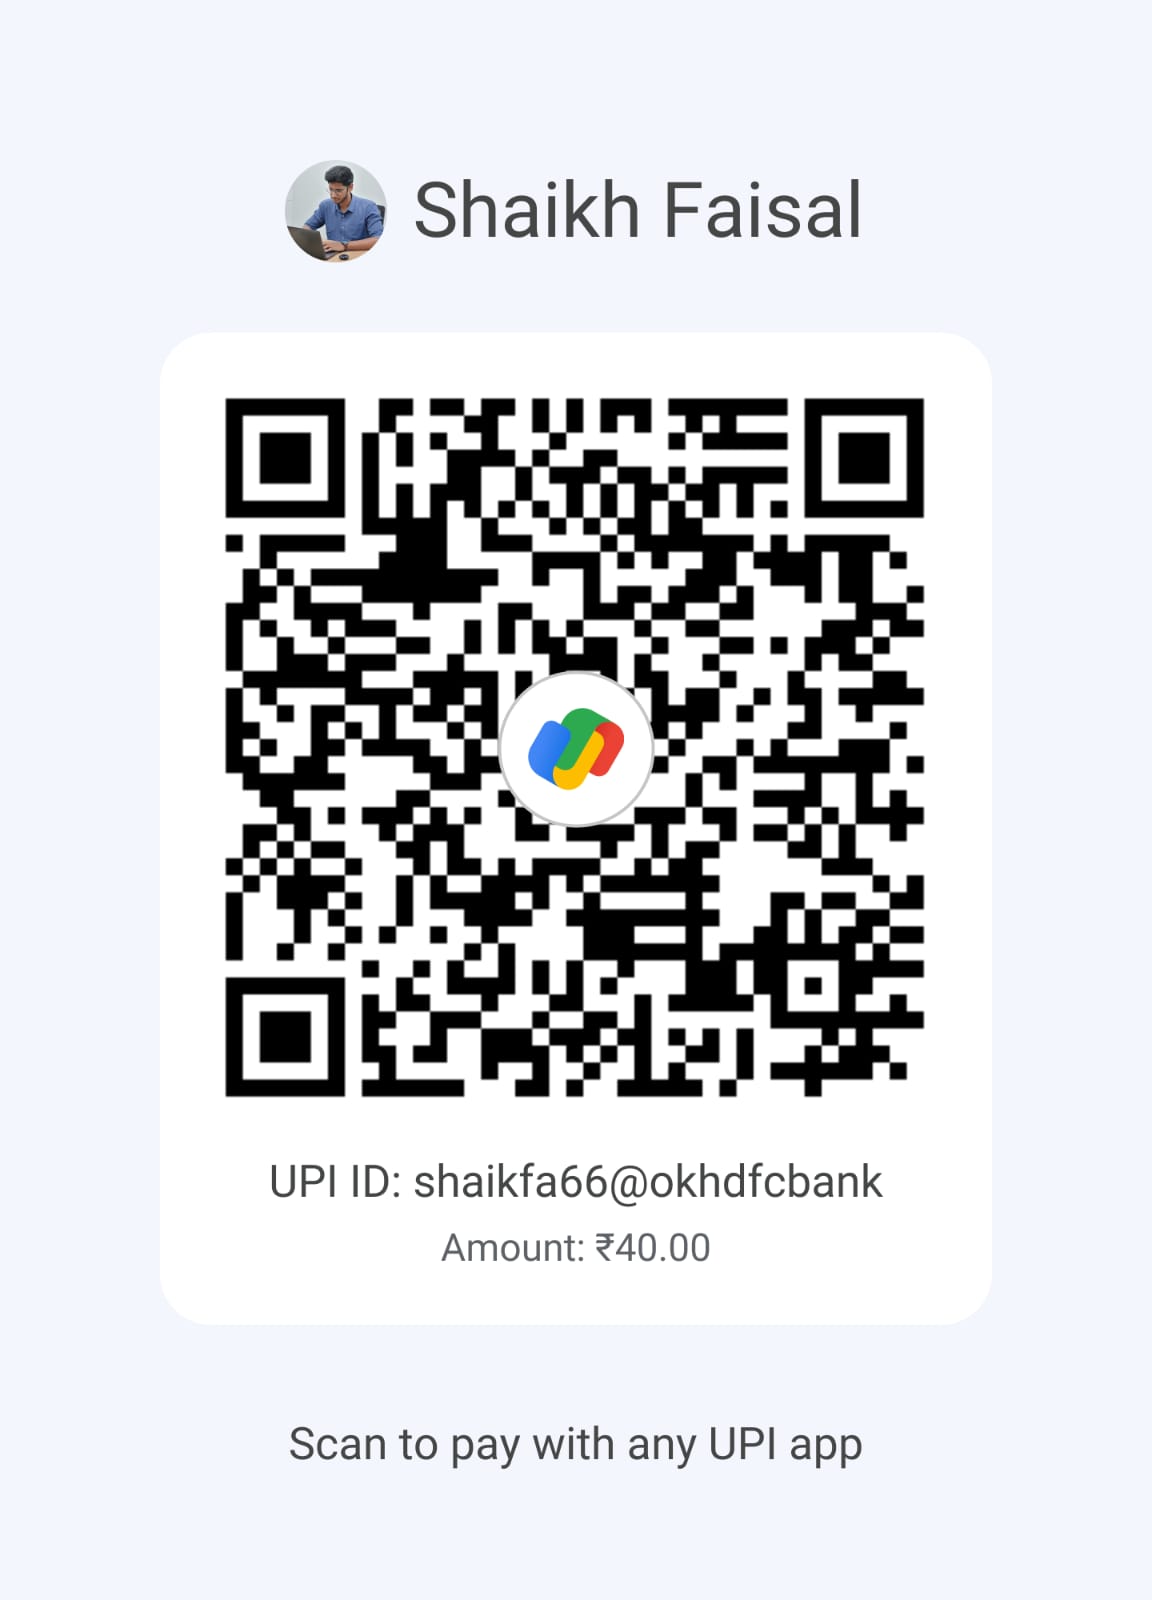 Shaikh Faisal
UPI ID: shaikfa66@okhdfcbank
Amount: ₹40.00
Scan to pay with any UPI app